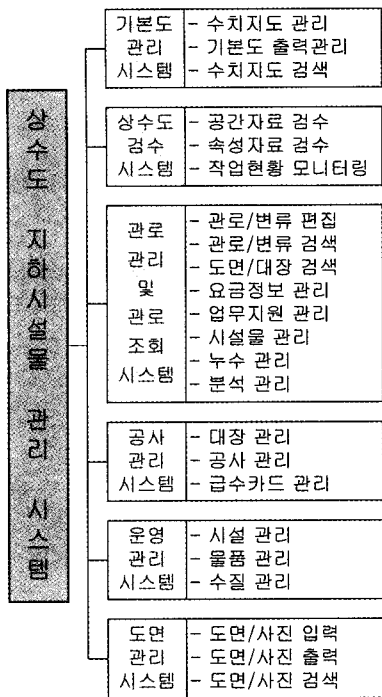 상수도 지하시설물 관리 시스템
기본도
관리
시스템
- 수치지도 관리
- 기본도 출력관리
- 수치지도 검색
상수도
검수
시스템
- 공간자료 검수
- 속성자료 검수
- 작업현황 모니터링
관로
관리
및
관로
조회
시스템
- 관로/변류 편집
- 관로/변류 검색
- 도면/대장 검색
- 요금정보 관리
- 업무지원 관리
- 시설물 관리
- 누수 관리
- 분석 관리
공사
관리
시스템
- 대장 관리
- 공사 관리
- 급수카드 관리
운영
관리
시스템
- 시설 관리
- 물품 관리
- 수질 관리
도면
관리
시스템
- 도면/사진 입력
- 도면/사진 출력
- 도면/사진 검색